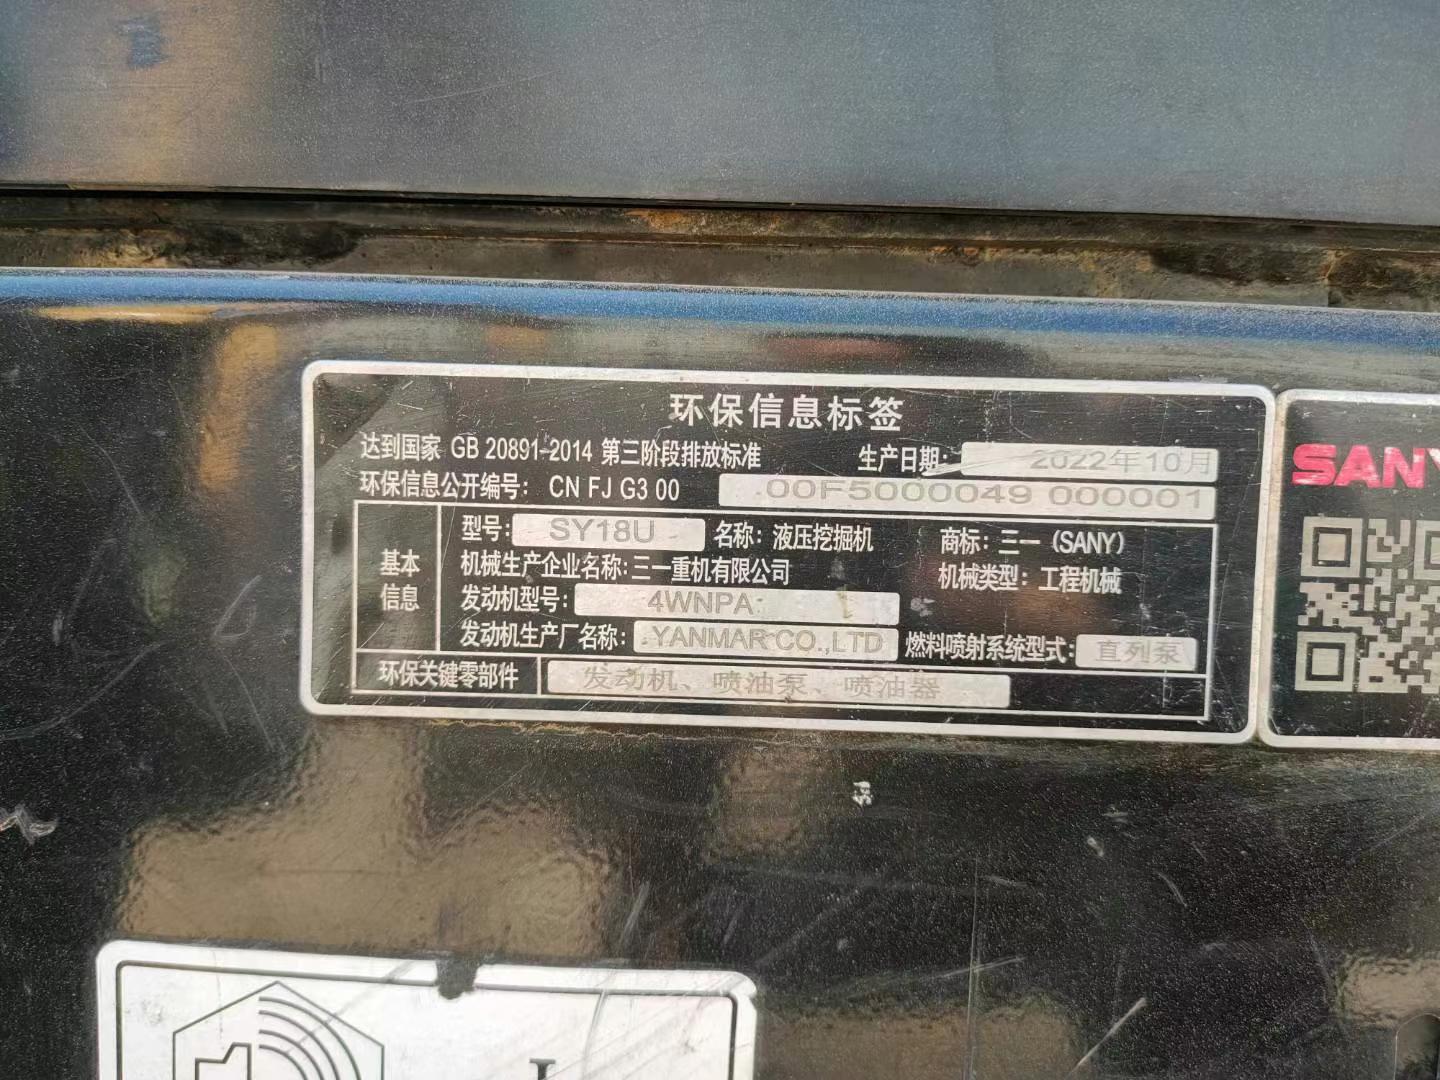 环保信息标签
达到国家 GB 20891-2014 第三阶段排放标准 生产日期: 2022年10月
环保信息公开编号: CN FJ G3 00 00F5000049 000001
基本信息
型号: SY18U 名称: 液压挖掘机 商标: 三一 (SANY)
机械生产企业名称: 三一重机有限公司 机械类型: 工程机械
发动机型号: 4WNPA
发动机生产厂名称: YANMAR CO.,LTD 燃料喷射系统型式: 直列泵
环保关键零部件 发动机、喷油泵、喷油器
SANY